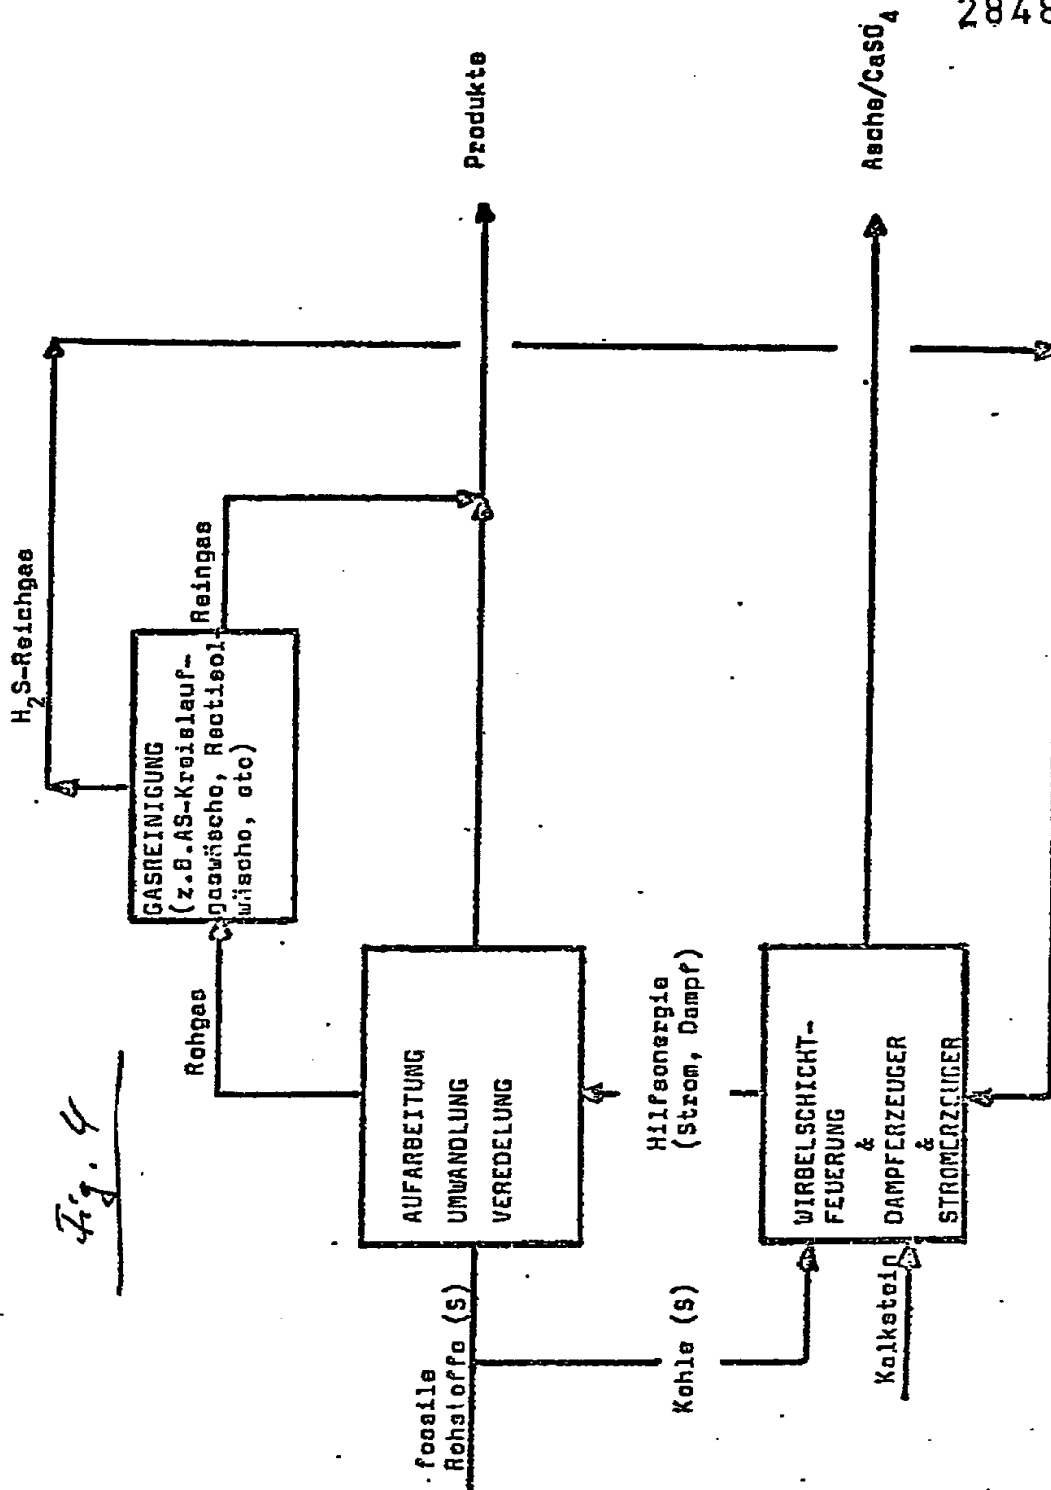 2848
Fig. 4
H2S-Reichgas
GASREINIGUNG
(z.B.AS-Kreislauf-
gaswäsche, Rectisol-
wäsche, etc)
Rohgas
Reingas
fossile
Rohstoffe (S)
AUFARBEITUNG
UMWANDLUNG
VEREDELUNG
Produkte
Hilfsenergie
(Strom, Dampf)
Kohle (S)
Kalkstein
WIRBELSCHICHT-
FEUERUNG
&
DAMPFERZEUGER
&
STROMERZEUGER
Asche/CaSO4